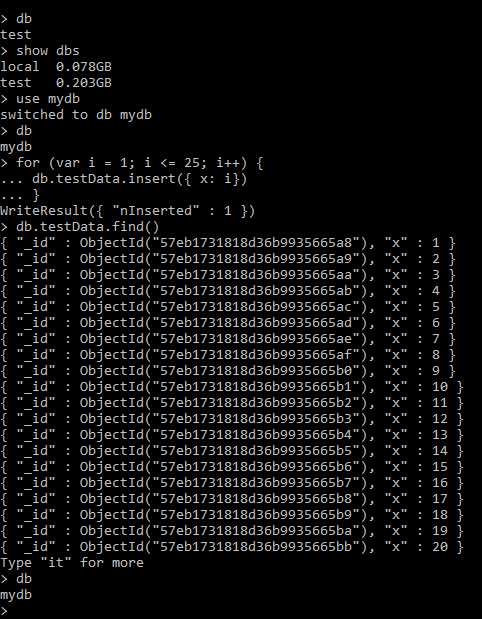 > db
test
> show dbs
local  0.078GB
test   0.203GB
> use mydb
switched to db mydb
> db
mydb
> for (var i = 1; i <= 25; i++) {
... db.testData.insert({ x: i})
... }
WriteResult({ "nInserted" : 1 })
> db.testData.find()
{ "_id" : ObjectId("57eb1731818d36b9935665a8"), "x" : 1 }
{ "_id" : ObjectId("57eb1731818d36b9935665a9"), "x" : 2 }
{ "_id" : ObjectId("57eb1731818d36b9935665aa"), "x" : 3 }
{ "_id" : ObjectId("57eb1731818d36b9935665ab"), "x" : 4 }
{ "_id" : ObjectId("57eb1731818d36b9935665ac"), "x" : 5 }
{ "_id" : ObjectId("57eb1731818d36b9935665ad"), "x" : 6 }
{ "_id" : ObjectId("57eb1731818d36b9935665ae"), "x" : 7 }
{ "_id" : ObjectId("57eb1731818d36b9935665af"), "x" : 8 }
{ "_id" : ObjectId("57eb1731818d36b9935665b0"), "x" : 9 }
{ "_id" : ObjectId("57eb1731818d36b9935665b1"), "x" : 10 }
{ "_id" : ObjectId("57eb1731818d36b9935665b2"), "x" : 11 }
{ "_id" : ObjectId("57eb1731818d36b9935665b3"), "x" : 12 }
{ "_id" : ObjectId("57eb1731818d36b9935665b4"), "x" : 13 }
{ "_id" : ObjectId("57eb1731818d36b9935665b5"), "x" : 14 }
{ "_id" : ObjectId("57eb1731818d36b9935665b6"), "x" : 15 }
{ "_id" : ObjectId("57eb1731818d36b9935665b7"), "x" : 16 }
{ "_id" : ObjectId("57eb1731818d36b9935665b8"), "x" : 17 }
{ "_id" : ObjectId("57eb1731818d36b9935665b9"), "x" : 18 }
{ "_id" : ObjectId("57eb1731818d36b9935665ba"), "x" : 19 }
{ "_id" : ObjectId("57eb1731818d36b9935665bb"), "x" : 20 }
Type "it" for more
> db
mydb
>